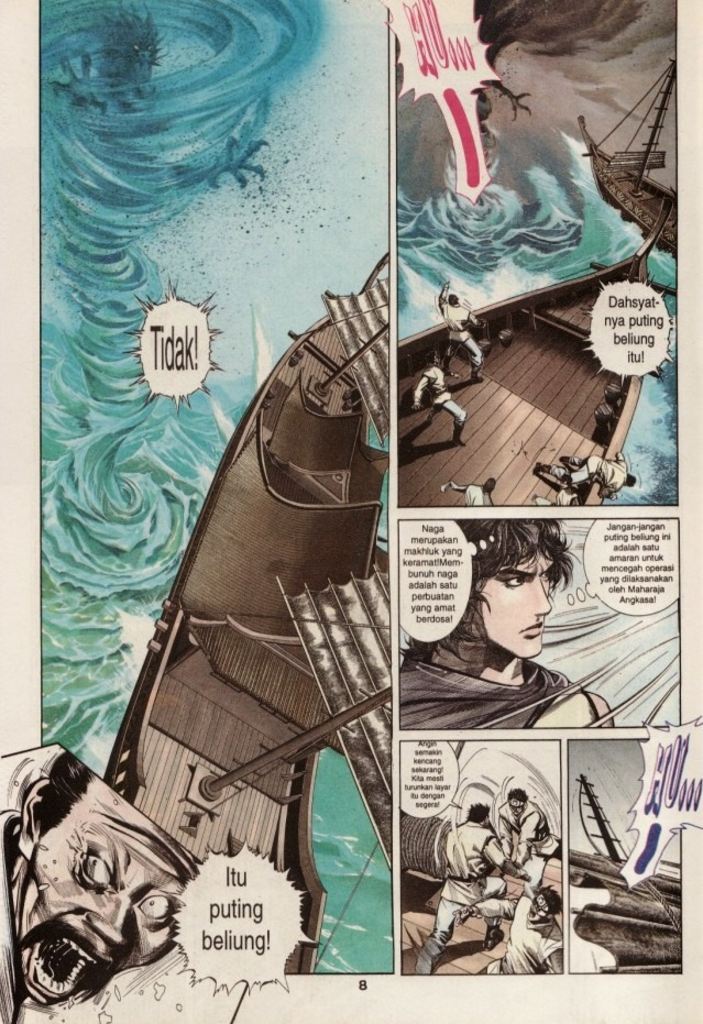 Tidak!
Itu
puting
beliung!
HU...
Dahsyat-
nya puting
beliung
itu!
Naga
merupakan
makhluk yang
keramat!Mem-
bunuh naga
adalah satu
perbuatan
yang amat
berdosa!
Jangan-jangan
puting beliung ini
adalah satu
amaran untuk
mencegah operasi
yang dilaksanakan
oleh Maharaja
Angkasa!
Angin
semakin
kencang
sekarang!
Kita mesti
turunkan layar
itu dengan
segera!
HU...
8